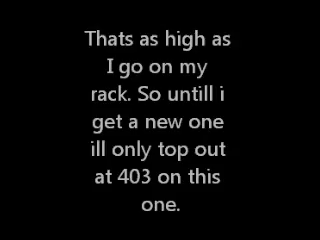 Thats as high as
I go on my
rack. So untill i
get a new one
ill only top out
at 403 on this
one.